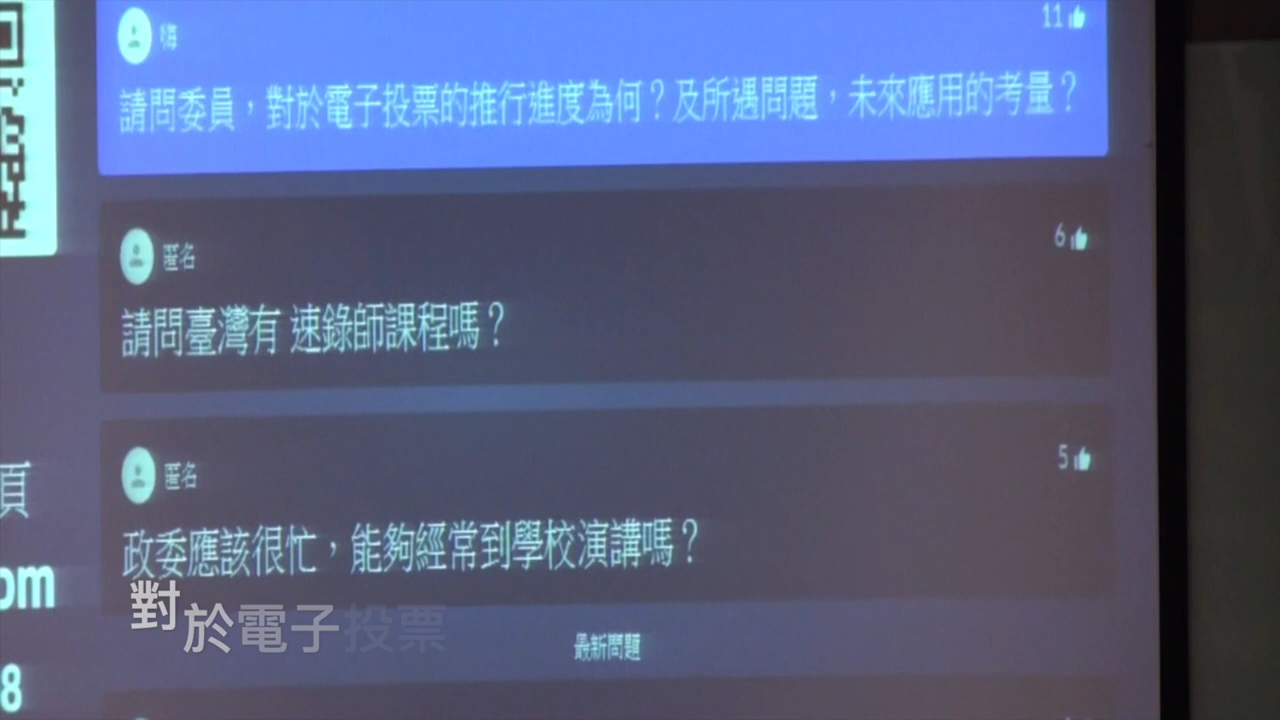 嗨
11
請問委員，對於電子投票的推行進度為何？及所遇問題，未來應用的考量？
匿名
6
請問臺灣有 速錄師課程嗎？
匿名
5
政委應該很忙，能夠經常到學校演講嗎？
頁
om
8
對於電子投票
最新問題